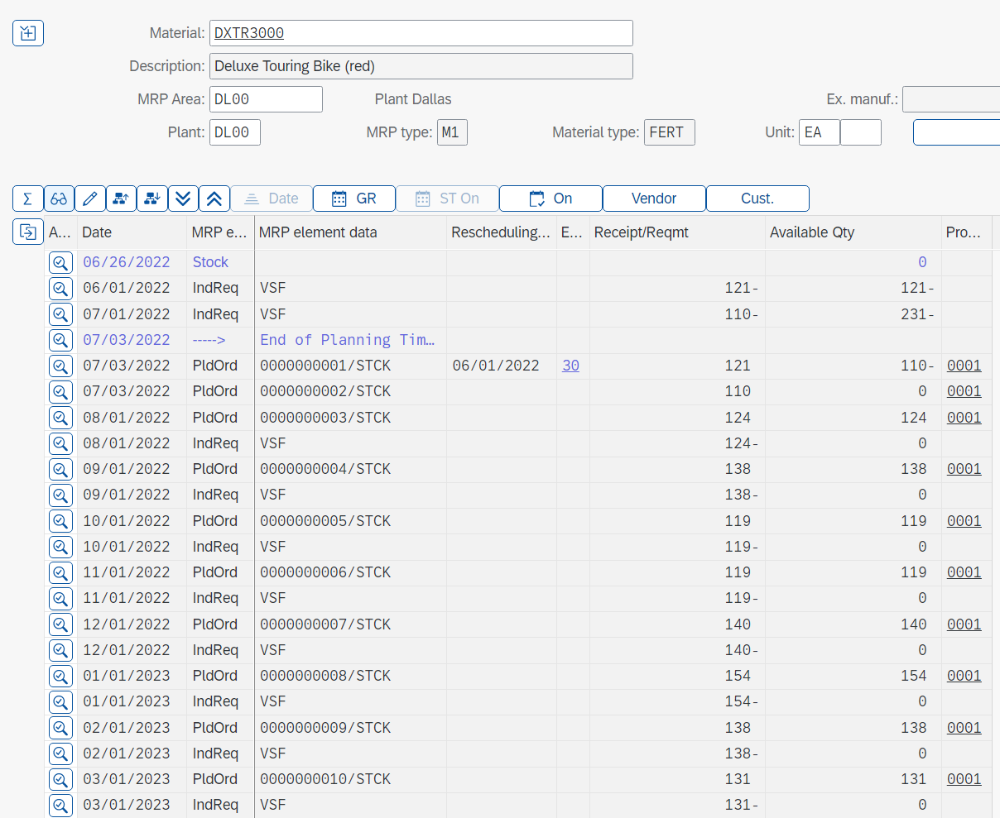 Material: DXTR3000
Description: Deluxe Touring Bike (red)
MRP Area: DL00 Plant Dallas Ex. manuf.:
Plant: DL00 MRP type: M1 Material type: FERT Unit: EA
Σ Date GR ST On On Vendor Cust.
A... Date MRP e... MRP element data Rescheduling... E... Receipt/Reqmt Available Qty Pro...
06/26/2022 Stock 0
06/01/2022 IndReq VSF 121- 121-
07/01/2022 IndReq VSF 110- 231-
07/03/2022 -----> End of Planning Tim...
07/03/2022 PldOrd 0000000001/STCK 06/01/2022 30 121 110- 0001
07/03/2022 PldOrd 0000000002/STCK 110 0 0001
08/01/2022 PldOrd 0000000003/STCK 124 124 0001
08/01/2022 IndReq VSF 124- 0
09/01/2022 PldOrd 0000000004/STCK 138 138 0001
09/01/2022 IndReq VSF 138- 0
10/01/2022 PldOrd 0000000005/STCK 119 119 0001
10/01/2022 IndReq VSF 119- 0
11/01/2022 PldOrd 0000000006/STCK 119 119 0001
11/01/2022 IndReq VSF 119- 0
12/01/2022 PldOrd 0000000007/STCK 140 140 0001
12/01/2022 IndReq VSF 140- 0
01/01/2023 PldOrd 0000000008/STCK 154 154 0001
01/01/2023 IndReq VSF 154- 0
02/01/2023 PldOrd 0000000009/STCK 138 138 0001
02/01/2023 IndReq VSF 138- 0
03/01/2023 PldOrd 0000000010/STCK 131 131 0001
03/01/2023 IndReq VSF 131- 0